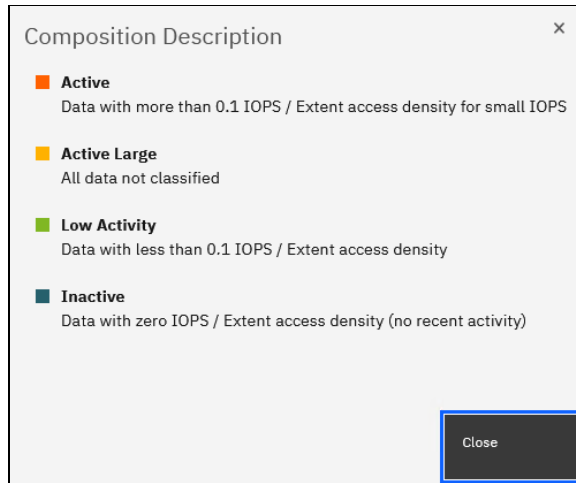 Composition Description
×
Active
Data with more than 0.1 IOPS / Extent access density for small IOPS
Active Large
All data not classified
Low Activity
Data with less than 0.1 IOPS / Extent access density
Inactive
Data with zero IOPS / Extent access density (no recent activity)
Close